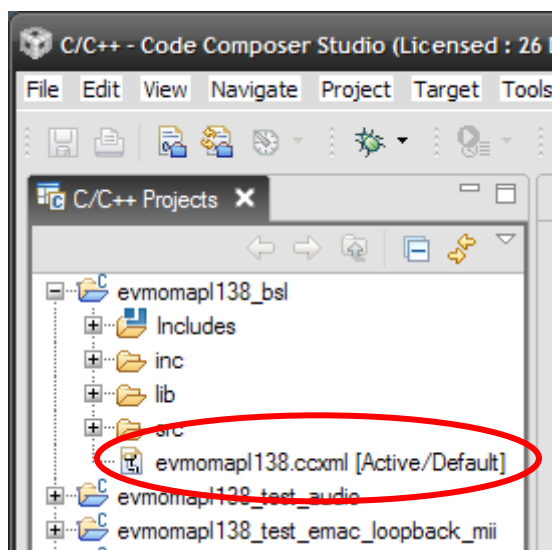 C/C++ - Code Composer Studio (Licensed : 26
File Edit View Navigate Project Target Tools
C/C++ Projects
evmomapl138_bsl
Includes
inc
lib
src
evmomapl138.ccxml [Active/Default]
evmomapl138_test_audio
evmomapl138_test_emac_loopback_mii